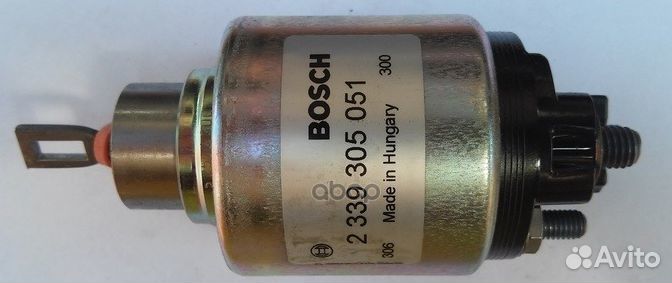 BOSCH
2 339 305 051
306 Made in Hungary 300
Avito